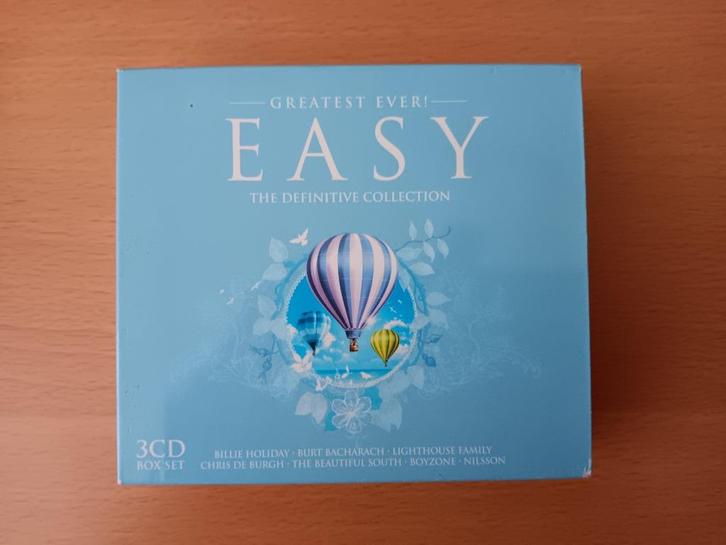 GREATEST EVER!
EASY
THE DEFINITIVE COLLECTION
3CD
BOX SET
BILLIE HOLIDAY · BURT BACHARACH · LIGHTHOUSE FAMILY
CHRIS DE BURGH · THE BEAUTIFUL SOUTH · BOYZONE · NILSSON